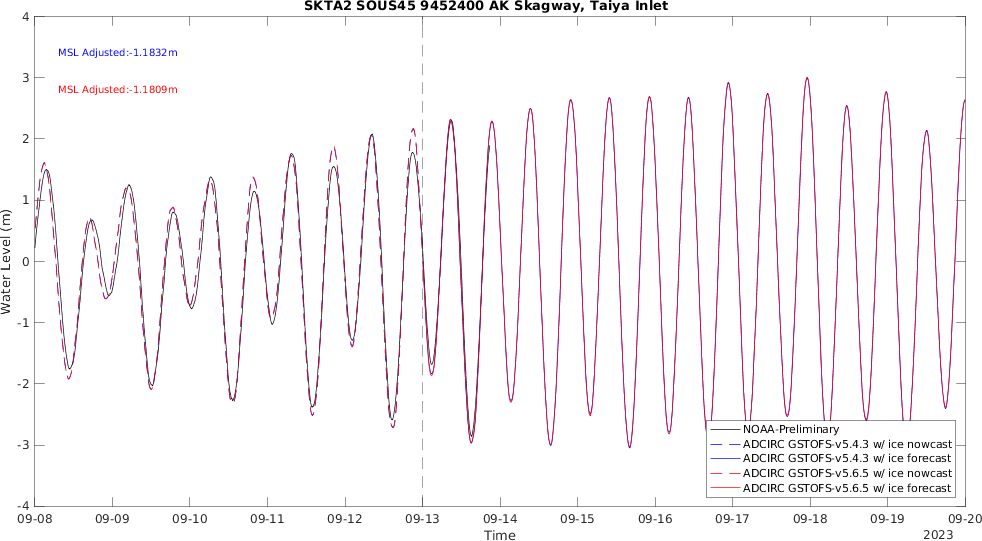 SKTA2 SOUS45 9452400 AK Skagway, Taiya Inlet
MSL Adjusted:-1.1832m
MSL Adjusted:-1.1809m
Water Level (m)
4
3
2
1
0
-1
-2
-3
-4
NOAA-Preliminary
ADCIRC GSTOFS-v5.4.3 w/ ice nowcast
ADCIRC GSTOFS-v5.4.3 w/ ice forecast
ADCIRC GSTOFS-v5.6.5 w/ ice nowcast
ADCIRC GSTOFS-v5.6.5 w/ ice forecast
09-08 09-09 09-10 09-11 09-12 09-13 09-14 09-15 09-16 09-17 09-18 09-19 09-20
Time
2023